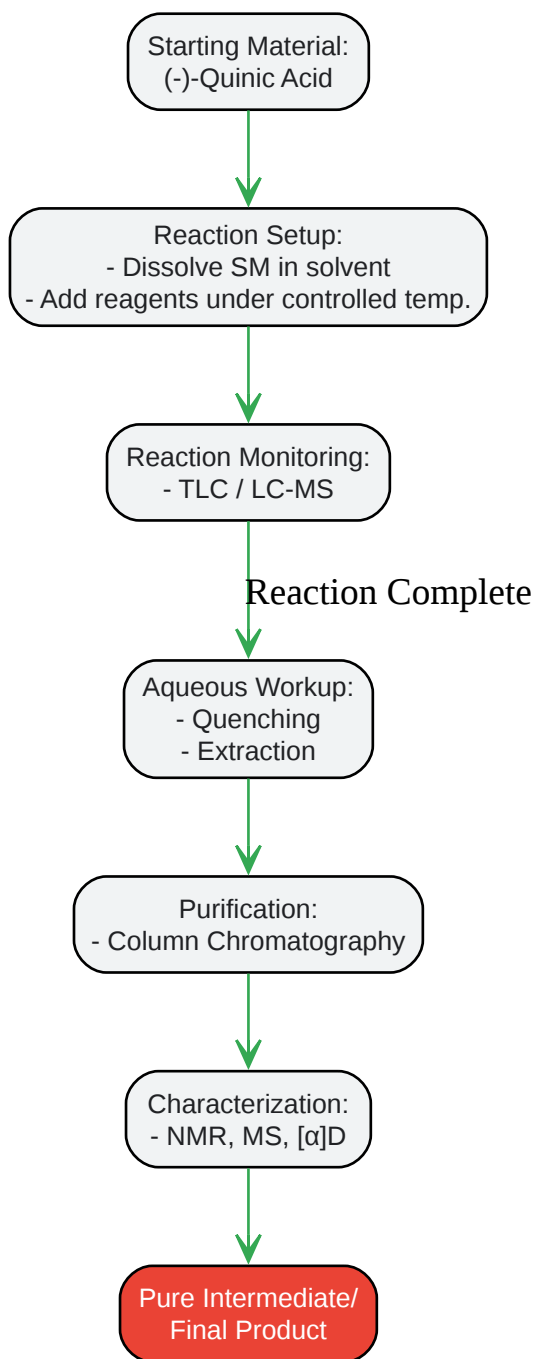 Starting Material:
(-)-Quinic Acid
Reaction Setup:
- Dissolve SM in solvent
- Add reagents under controlled temp.
Reaction Monitoring:
- TLC / LC-MS
Reaction Complete
Aqueous Workup:
- Quenching
- Extraction
Purification:
- Column Chromatography
Characterization:
- NMR, MS, [α]D
Pure Intermediate/
Final Product